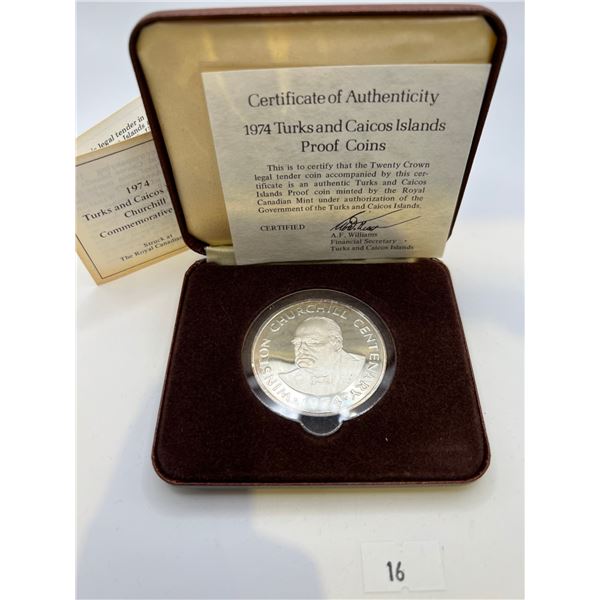 Certificate of Authenticity
1974 Turks and Caicos Islands
Proof Coins
This is to certify that the Twenty Crown
legal tender coin accompanied by this cer-
tificate is an authentic Turks and Caicos
Islands Proof coin minted by the Royal
Canadian Mint under authorization of the
Government of the Turks and Caicos Islands.
CERTIFIED
A.F. Williams
Financial Secretary
Turks and Caicos Islands
legal tender in
Islands
1974
Turks and Caicos
Churchill
Commemorative
Struck at
The Royal Canadian
WINSTON CHURCHILL CENTENARY
• 1974 •
16